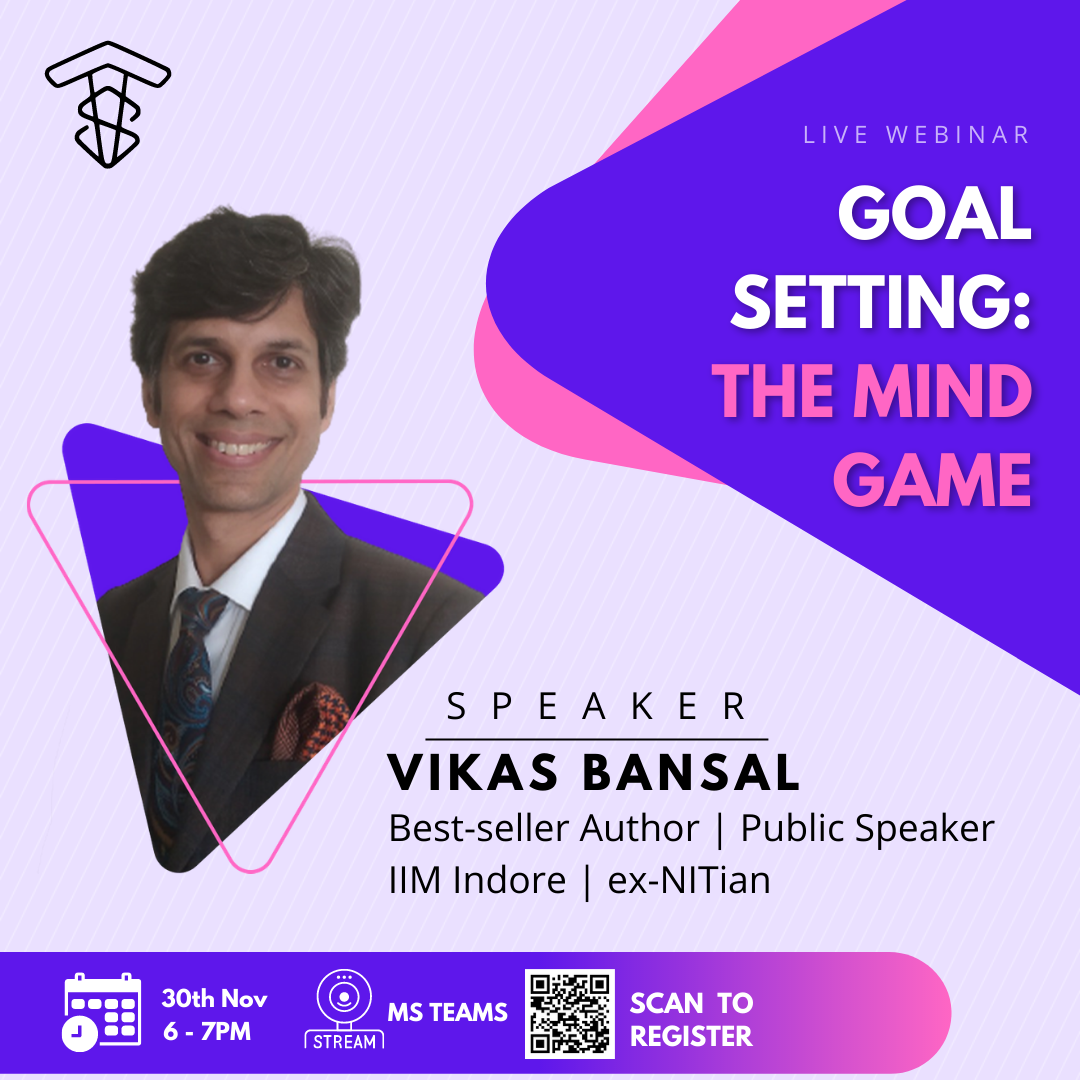 LIVE WEBINAR
GOAL
SETTING:
THE MIND
GAME
SPEAKER
VIKAS BANSAL
Best-seller Author | Public Speaker
IIM Indore | ex-NITian
30th Nov
6 - 7PM
STREAM
MS TEAMS
SCAN TO
REGISTER